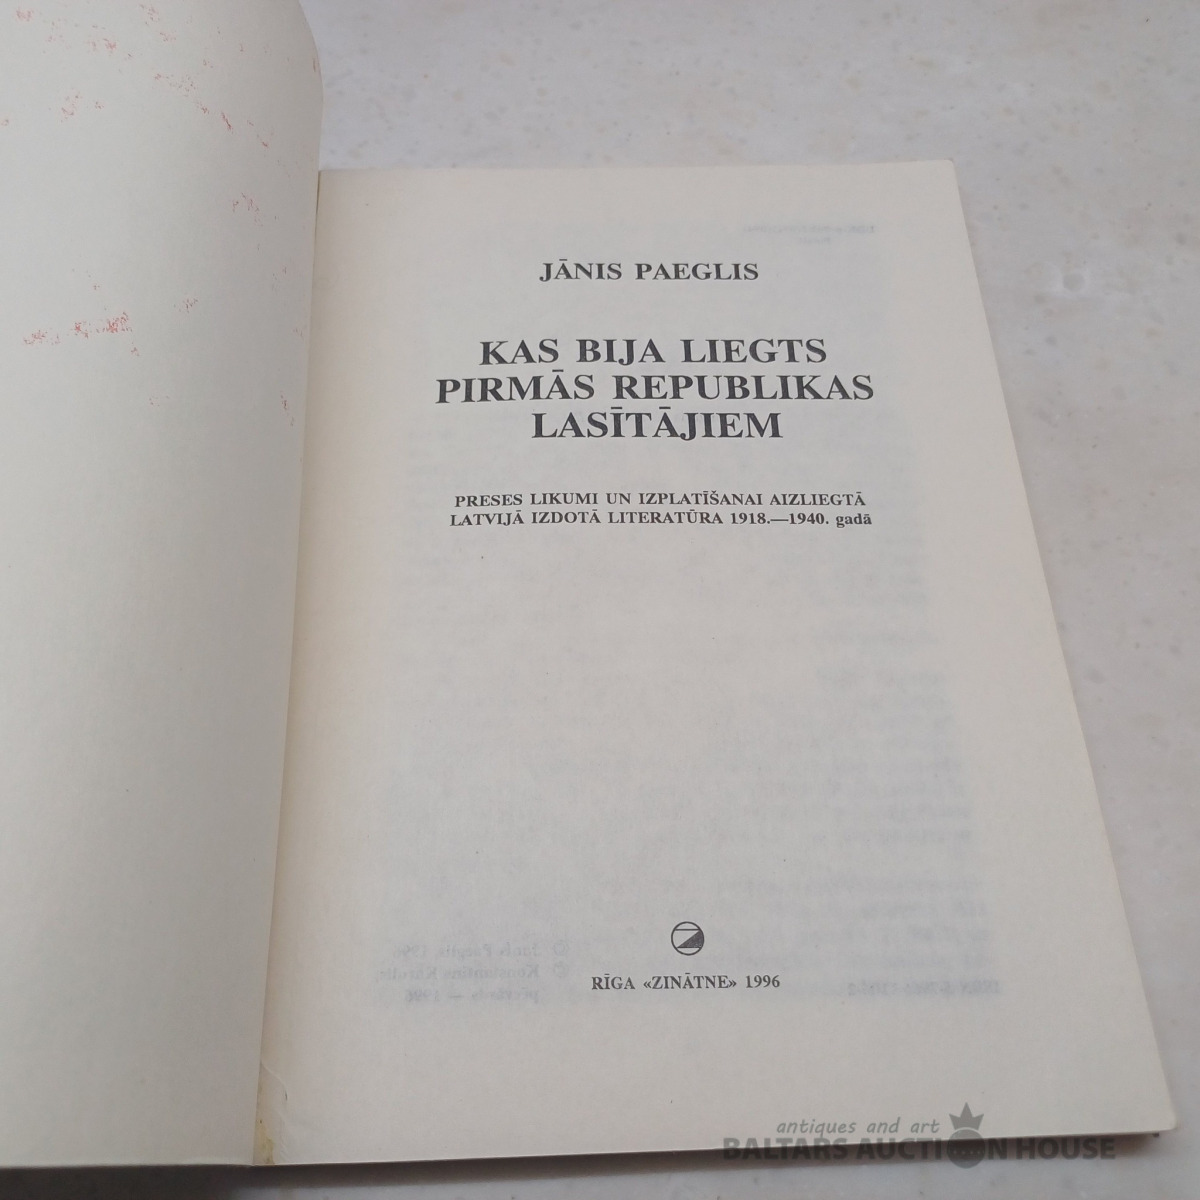 JĀNIS PAEGLIS
KAS BIJA LIEGTS
PIRMĀS REPUBLIKAS
LASĪTĀJIEM
PRESES LIKUMI UN IZPLATĪŠANAI AIZLIEGTĀ
LATVIJĀ IZDOTĀ LITERATŪRA 1918.—1940. gadā
RĪGA «ZINĀTNE» 1996
antiques and art
BALTARS AUCTION HOUSE